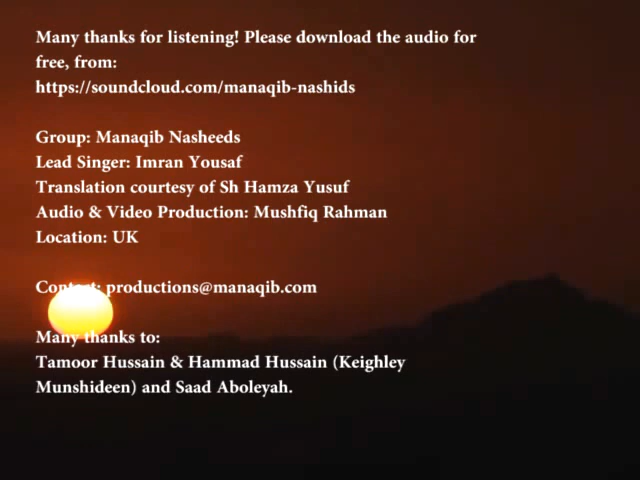 Many thanks for listening! Please download the audio for
free, from:
https://soundcloud.com/manaqib-nashids
Group: Manaqib Nasheeds
Lead Singer: Imran Yousaf
Translation courtesy of Sh Hamza Yusuf
Audio & Video Production: Mushfiq Rahman
Location: UK
Contact: productions@manaqib.com
Many thanks to:
Tamoor Hussain & Hammad Hussain (Keighley
Munshideen) and Saad Aboleyah.